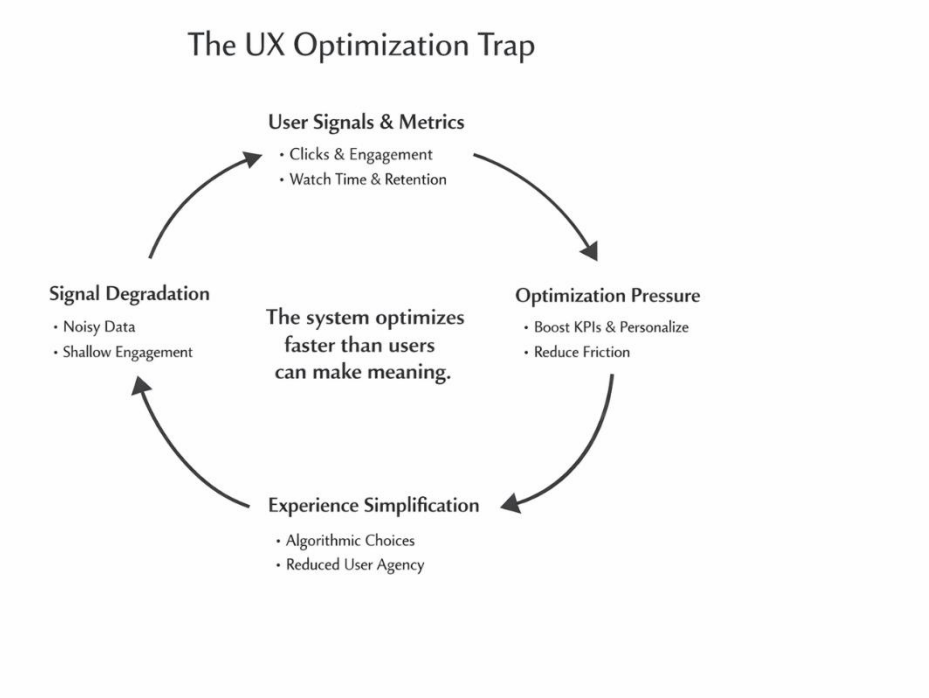 The UX Optimization Trap
User Signals & Metrics
• Clicks & Engagement
• Watch Time & Retention
Optimization Pressure
• Boost KPIs & Personalize
• Reduce Friction
Experience Simplification
• Algorithmic Choices
• Reduced User Agency
Signal Degradation
• Noisy Data
• Shallow Engagement
The system optimizes
faster than users
can make meaning.